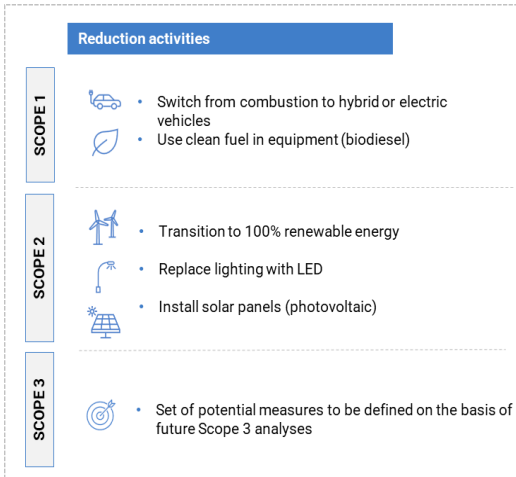 Reduction activities
SCOPE 1
• Switch from combustion to hybrid or electric
vehicles
• Use clean fuel in equipment (biodiesel)
SCOPE 2
• Transition to 100% renewable energy
• Replace lighting with LED
• Install solar panels (photovoltaic)
SCOPE 3
• Set of potential measures to be defined on the basis of
future Scope 3 analyses